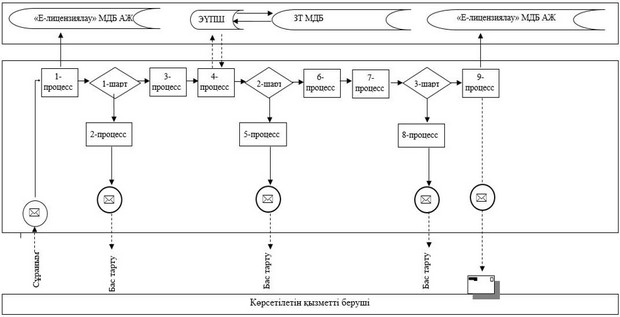 «Е-лицензиялау» МДБ АЖ
ЭҮПШ
ЗТ МДБ
«Е-лицензиялау» МДБ АЖ
1-
процесс
1-шарт
3-
процесс
4-
процесс
2-шарт
6-
процесс
7-
процесс
3-шарт
9-
процесс
2-процесс
5-процесс
8-процесс
Сұраным
Бас тарту
Бас тарту
Бас тарту
Көрсетілетін қызметті беруші